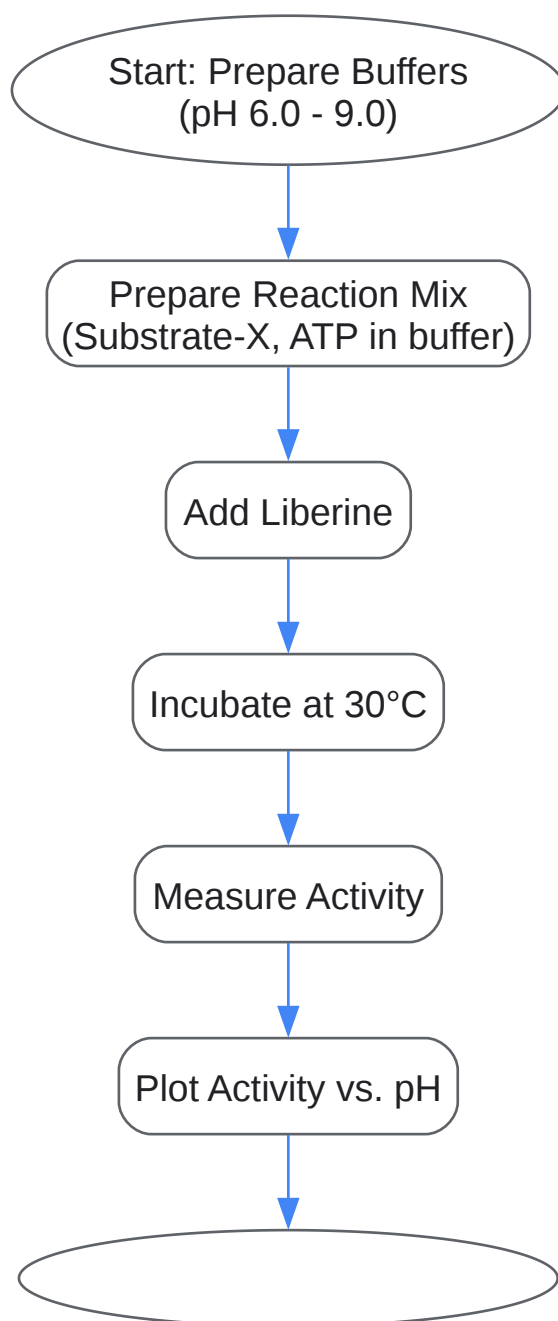 Start: Prepare Buffers
(pH 6.0 - 9.0)
Prepare Reaction Mix
(Substrate-X, ATP in buffer)
Add Liberine
Incubate at 30°C
Measure Activity
Plot Activity vs. pH